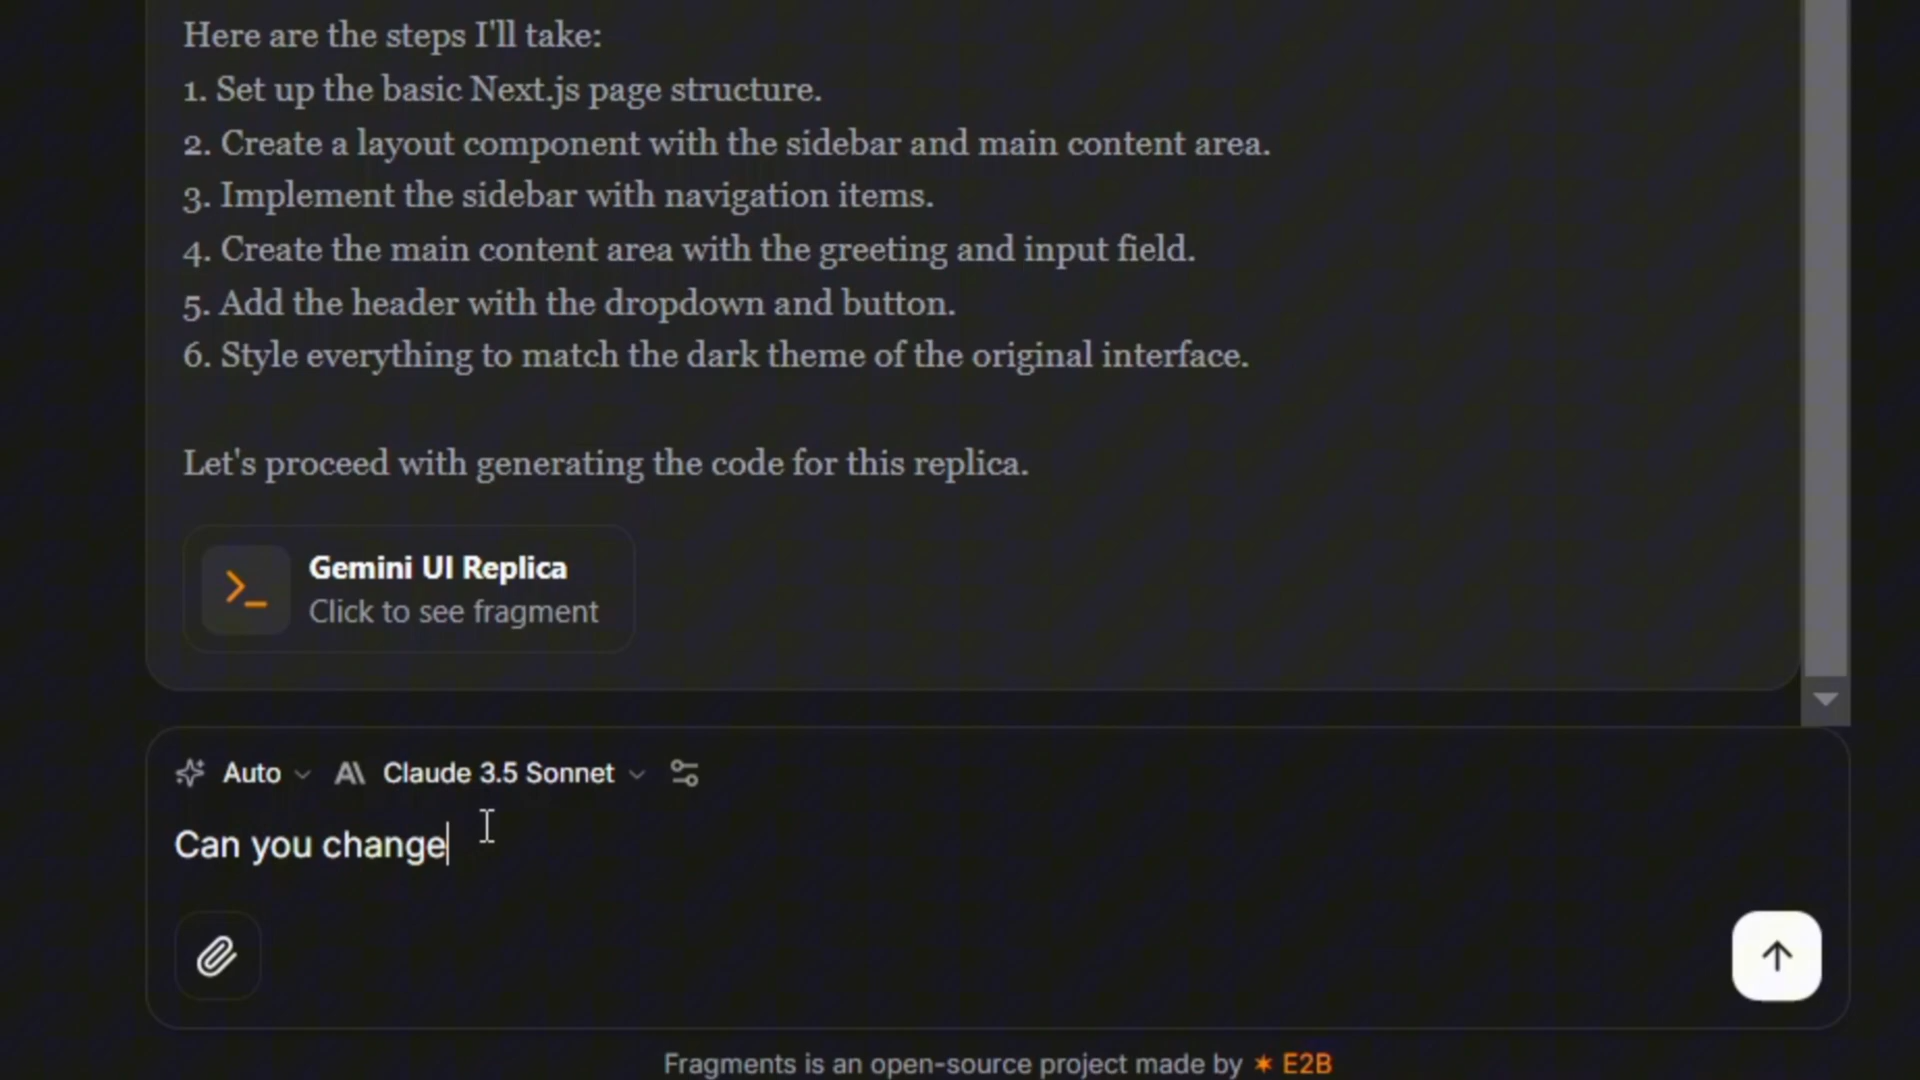 Here are the steps I'll take:
1. Set up the basic Next.js page structure.
2. Create a layout component with the sidebar and main content area.
3. Implement the sidebar with navigation items.
4. Create the main content area with the greeting and input field.
5. Add the header with the dropdown and button.
6. Style everything to match the dark theme of the original interface.
Let's proceed with generating the code for this replica.
Gemini UI Replica
Click to see fragment
Auto Claude 3.5 Sonnet
Can you change
Fragments is an open-source project made by ✶ E2B